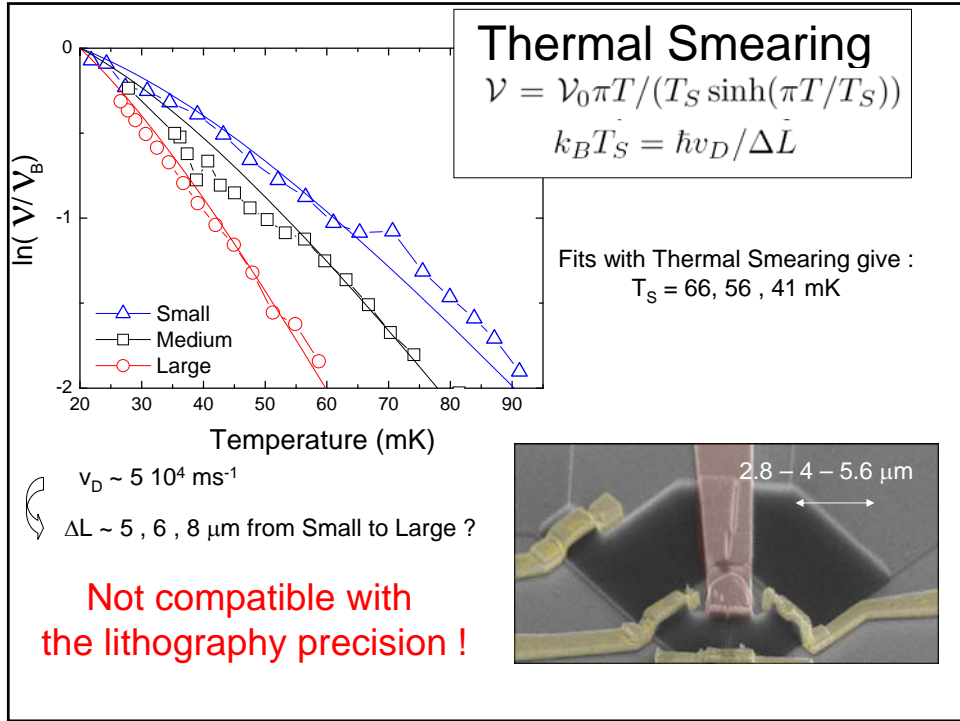 Thermal Smearing
𝒱 = 𝒱₀πT/(T_S sinh(πT/T_S))
k_B T_S = ħv_D/ΔL
ln(𝒱/𝒱_B)
0
-1
-2
Small
Medium
Large
20 30 40 50 60 70 80 90
Temperature (mK)
Fits with Thermal Smearing give :
T_S = 66, 56 , 41 mK
v_D ~ 5 10⁴ ms⁻¹
ΔL ~ 5 , 6 , 8 μm from Small to Large ?
Not compatible with
the lithography precision !
2.8 – 4 – 5.6 μm